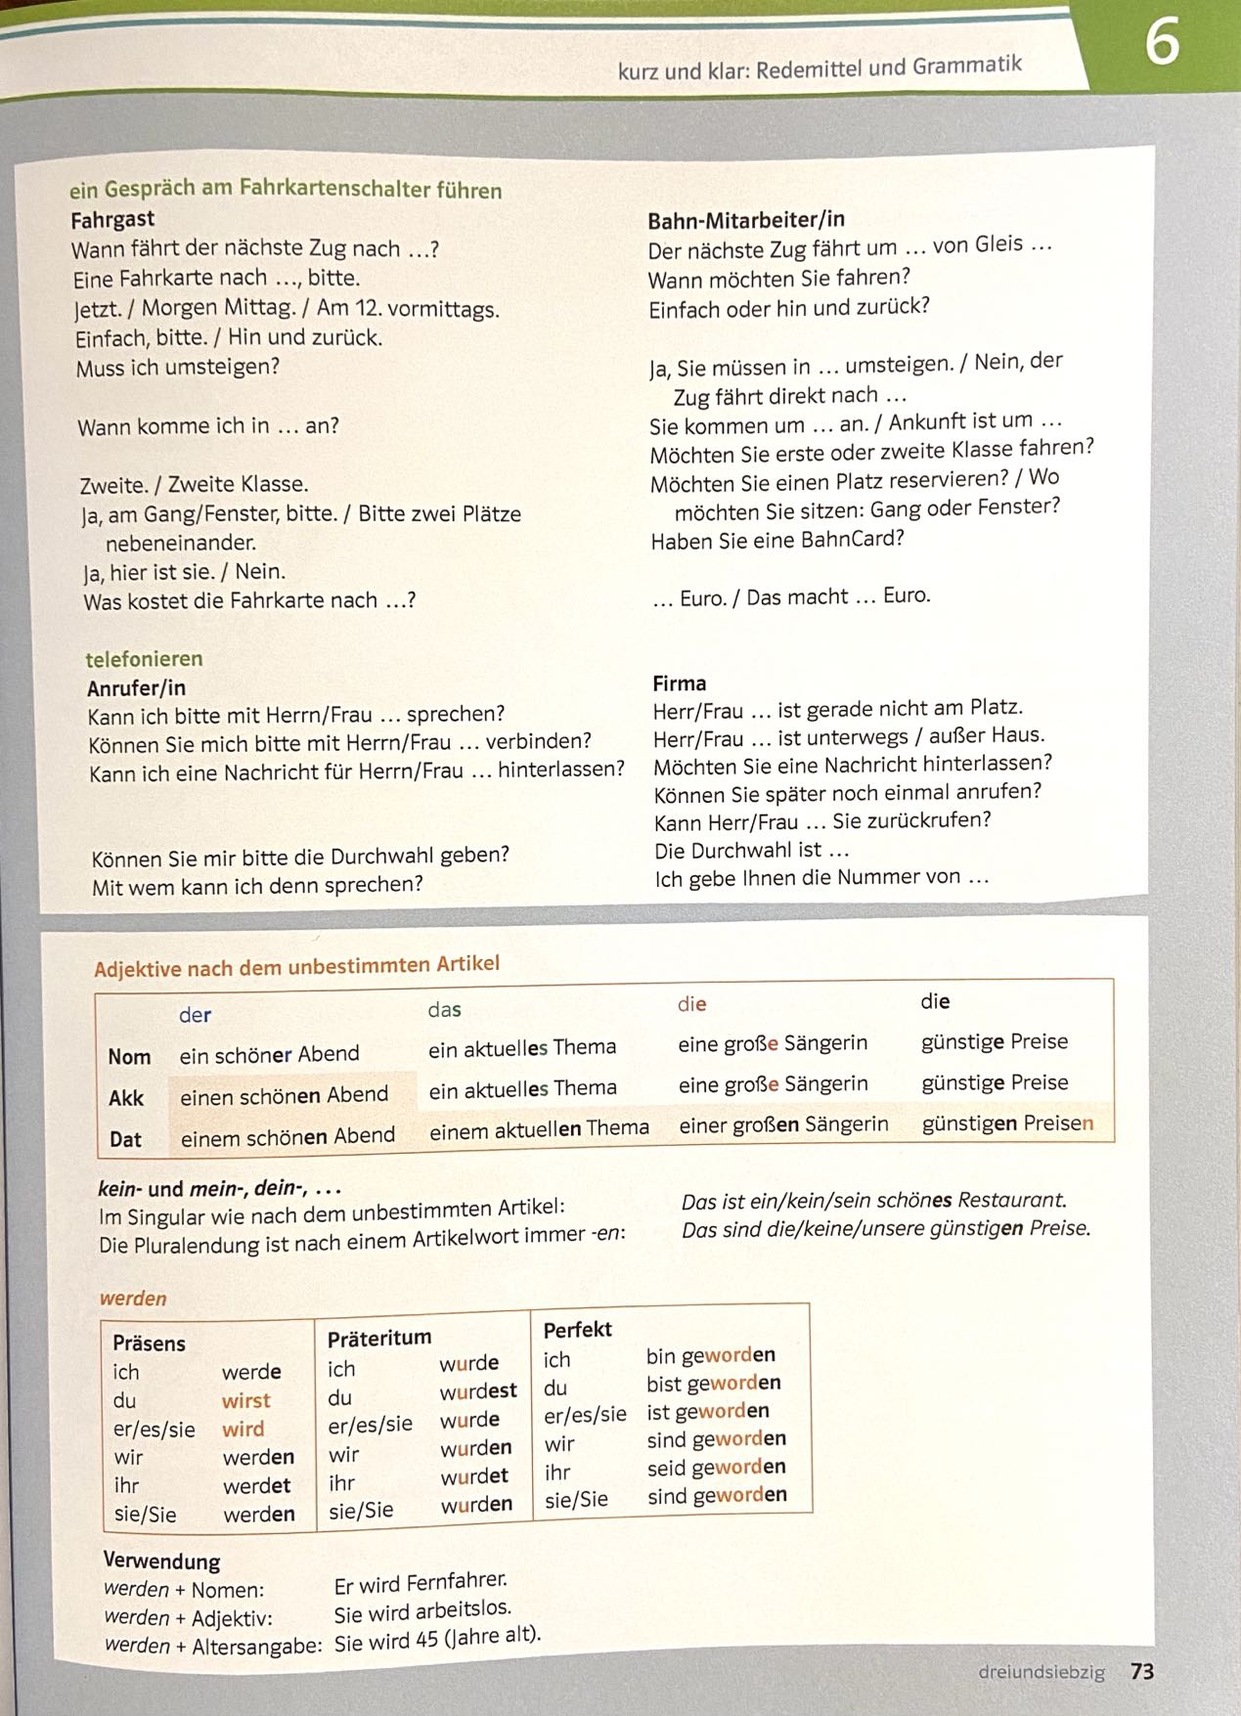 6
kurz und klar: Redemittel und Grammatik
ein Gespräch am Fahrkartenschalter führen
Fahrgast
Wann fährt der nächste Zug nach …?
Eine Fahrkarte nach …, bitte.
Jetzt. / Morgen Mittag. / Am 12. vormittags.
Einfach, bitte. / Hin und zurück.
Muss ich umsteigen?
Wann komme ich in … an?
Zweite. / Zweite Klasse.
Ja, am Gang/Fenster, bitte. / Bitte zwei Plätze
nebeneinander.
Ja, hier ist sie. / Nein.
Was kostet die Fahrkarte nach …?
Bahn-Mitarbeiter/in
Der nächste Zug fährt um … von Gleis …
Wann möchten Sie fahren?
Einfach oder hin und zurück?
Ja, Sie müssen in … umsteigen. / Nein, der
Zug fährt direkt nach …
Sie kommen um … an. / Ankunft ist um …
Möchten Sie erste oder zweite Klasse fahren?
Möchten Sie einen Platz reservieren? / Wo
möchten Sie sitzen: Gang oder Fenster?
Haben Sie eine BahnCard?
… Euro. / Das macht … Euro.
telefonieren
Anrufer/in
Kann ich bitte mit Herrn/Frau … sprechen?
Können Sie mich bitte mit Herrn/Frau … verbinden?
Kann ich eine Nachricht für Herrn/Frau … hinterlassen?
Können Sie mir bitte die Durchwahl geben?
Mit wem kann ich denn sprechen?
Firma
Herr/Frau … ist gerade nicht am Platz.
Herr/Frau … ist unterwegs / außer Haus.
Möchten Sie eine Nachricht hinterlassen?
Können Sie später noch einmal anrufen?
Kann Herr/Frau … Sie zurückrufen?
Die Durchwahl ist …
Ich gebe Ihnen die Nummer von …
Adjektive nach dem unbestimmten Artikel
der das die die
Nom ein schöner Abend ein aktuelles Thema eine große Sängerin günstige Preise
Akk einen schönen Abend ein aktuelles Thema eine große Sängerin günstige Preise
Dat einem schönen Abend einem aktuellen Thema einer großen Sängerin günstigen Preisen
kein- und mein-, dein-, …
Im Singular wie nach dem unbestimmten Artikel: Das ist ein/kein/sein schönes Restaurant.
Die Pluralendung ist nach einem Artikelwort immer -en: Das sind die/keine/unsere günstigen Preise.
werden
Präsens Präteritum Perfekt
ich werde ich wurde ich bin geworden
du wirst du wurdest du bist geworden
er/es/sie wird er/es/sie wurde er/es/sie ist geworden
wir werden wir wurden wir sind geworden
ihr werdet ihr wurdet ihr seid geworden
sie/Sie werden sie/Sie wurden sie/Sie sind geworden
Verwendung
werden + Nomen: Er wird Fernfahrer.
werden + Adjektiv: Sie wird arbeitslos.
werden + Altersangabe: Sie wird 45 (Jahre alt).
dreiundsiebzig 73